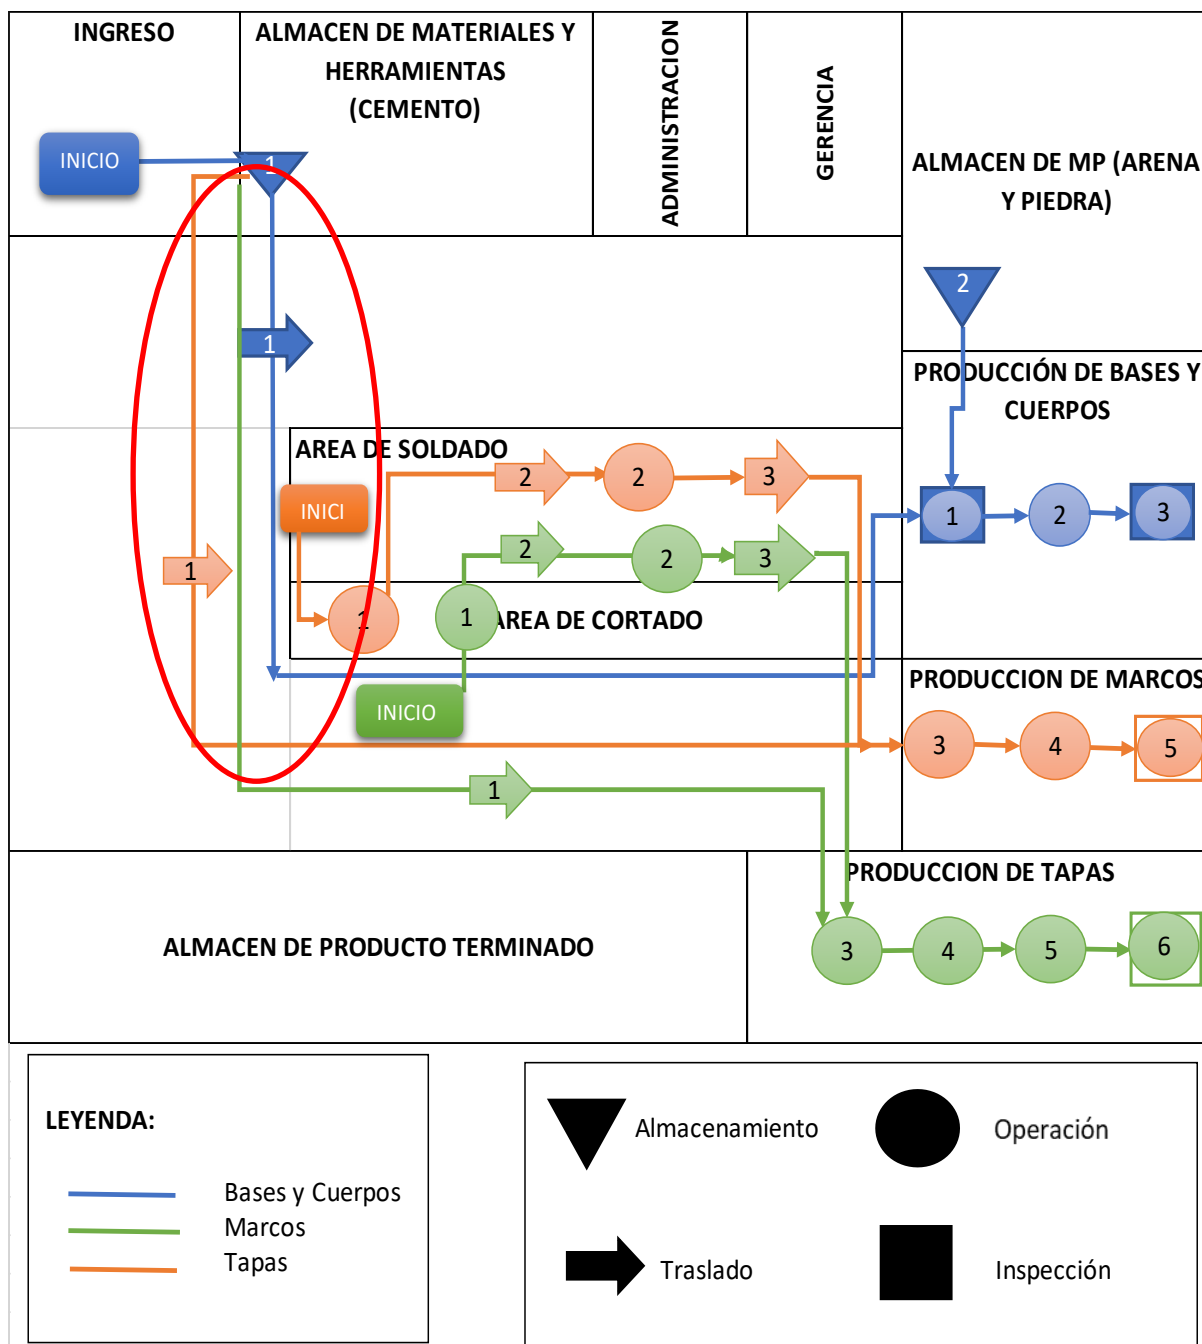 INGRESO
ALMACEN DE MATERIALES Y
HERRAMIENTAS
(CEMENTO)
ADMINISTRACION
GERENCIA
ALMACEN DE MP (ARENA
Y PIEDRA)
INICIO
1
2
1
PRODUCCIÓN DE BASES Y
CUERPOS
AREA DE SOLDADO
2
2
3
INICI
1
2
3
2
2
3
1
1
1
AREA DE CORTADO
PRODUCCION DE MARCOS
INICIO
3
4
5
1
PRODUCCION DE TAPAS
ALMACEN DE PRODUCTO TERMINADO
3
4
5
6
LEYENDA:
Bases y Cuerpos
Marcos
Tapas
Almacenamiento
Operación
Traslado
Inspección